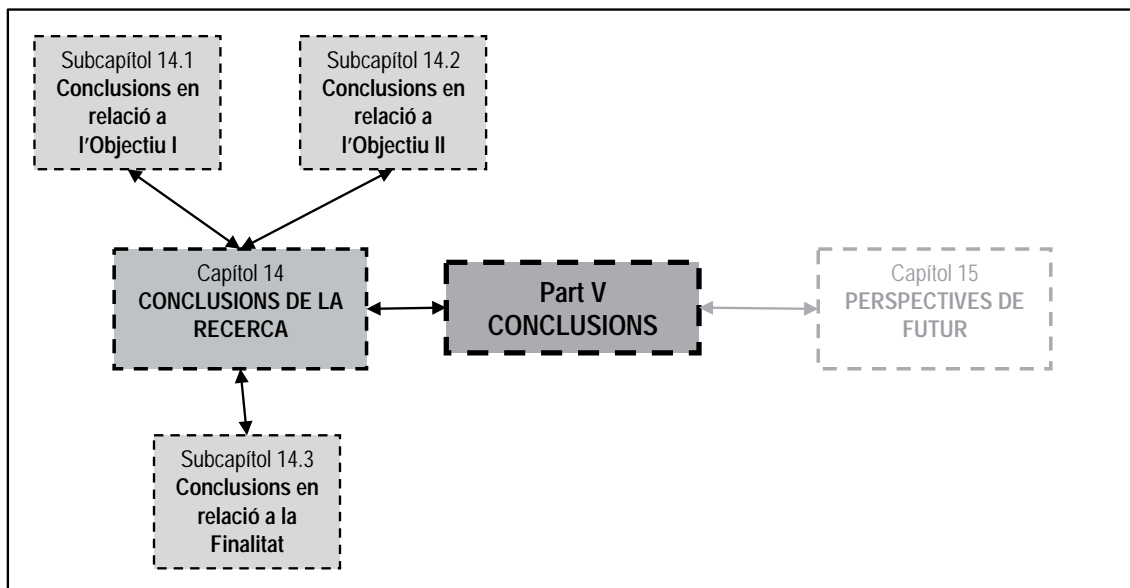 Subcapítol 14.1
Conclusions en
relació a
l'Objectiu I
Subcapítol 14.2
Conclusions en
relació a
l'Objectiu II
Capítol 14
CONCLUSIONS DE LA
RECERCA
Part V
CONCLUSIONS
Capítol 15
PERSPECTIVES DE
FUTUR
Subcapítol 14.3
Conclusions en
relació a la
Finalitat